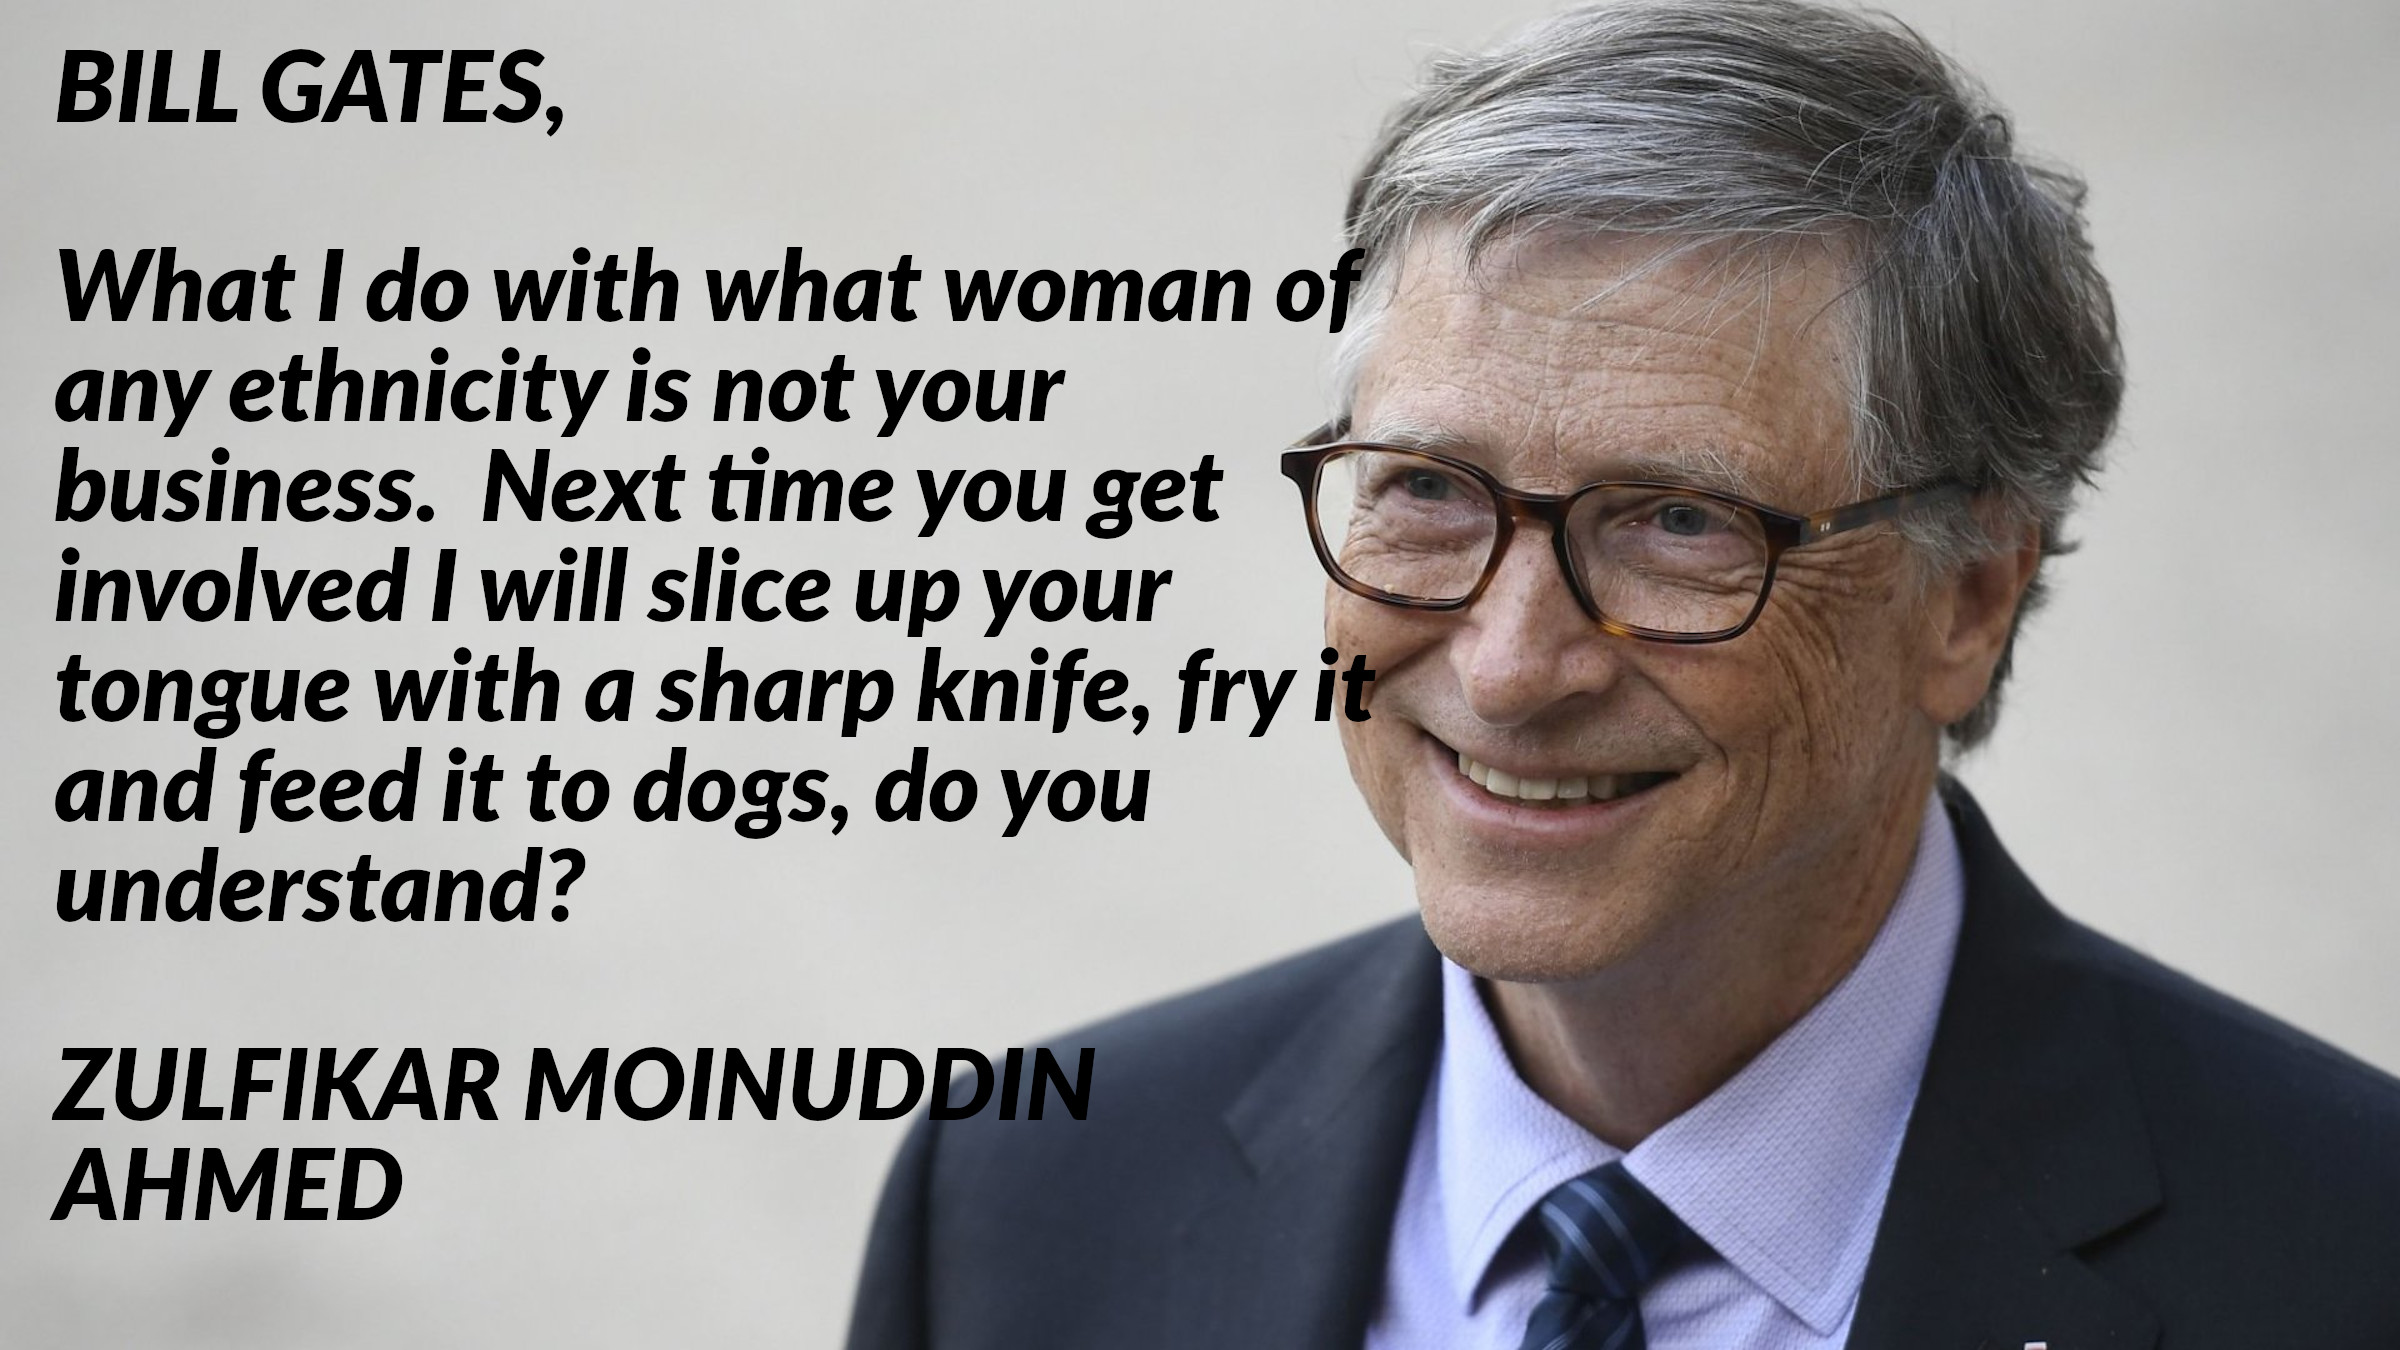 BILL GATES,
What I do with what woman of
any ethnicity is not your
business.  Next time you get
involved I will slice up your
tongue with a sharp knife, fry it
and feed it to dogs, do you
understand?
ZULFIKAR MOINUDDIN
AHMED